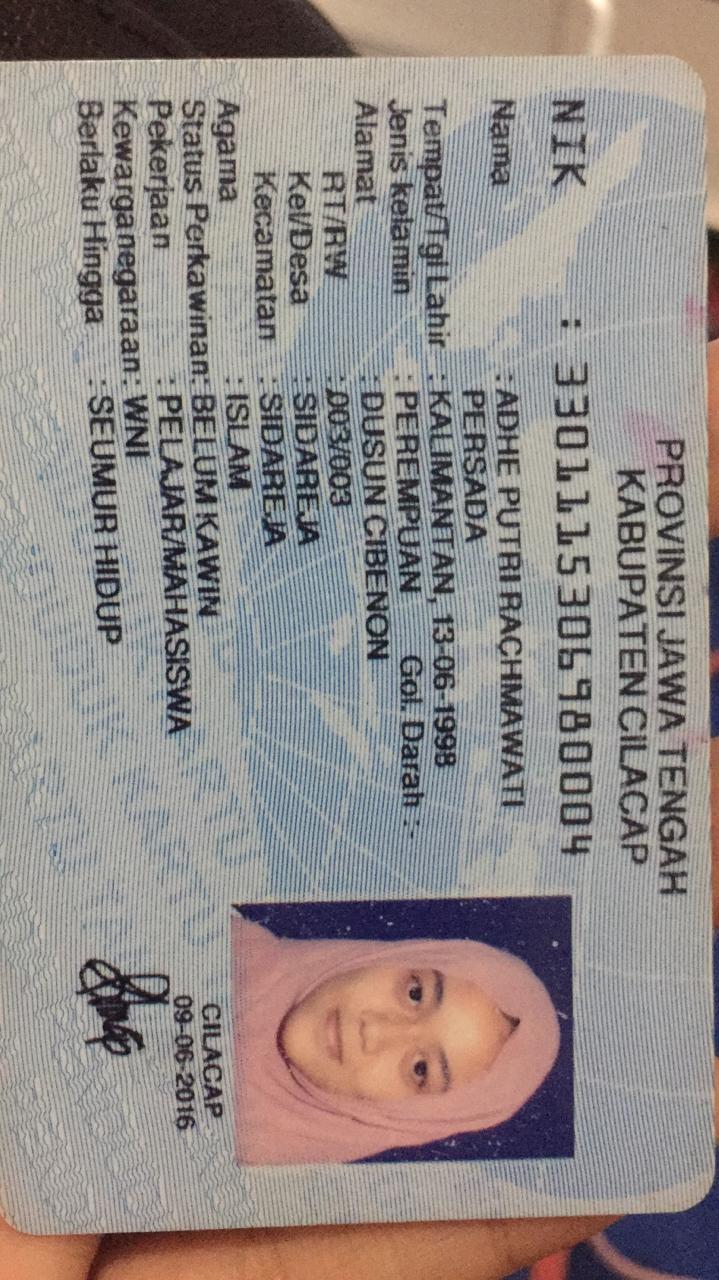 PROVINSI JAWA TENGAH
KABUPATEN CILACAP
NIK : 3301115306980004
Nama : ADHE PUTRI RACHMAWATI
PERSADA
Tempat/Tgl Lahir : KALIMANTAN, 13-06-1998
Jenis kelamin : PEREMPUAN Gol. Darah : -
Alamat : DUSUN CIBENON
RT/RW : 003/003
Kel/Desa : SIDAREJA
Kecamatan : SIDAREJA
Agama : ISLAM
Status Perkawinan: BELUM KAWIN
Pekerjaan : PELAJAR/MAHASISWA
Kewarganegaraan: WNI
Berlaku Hingga : SEUMUR HIDUP
CILACAP
09-06-2016